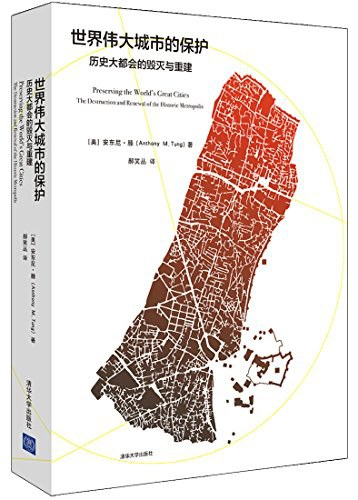 世界伟大城市的保护
历史大都会的毁灭与重建
Preserving the World's Great Cities
The Destruction and Renewal of the Historic Metropolis
[美] 安东尼·滕 (Anthony M. Tung) 著
郝笑丛 译
清华大学出版社
世界伟大城市的保护
历史大都会的毁灭与重建
Preserving the World's Great Cities
The Destruction and Renewal of the Historic Metropolis
[美] 安东尼·滕 (Anthony M. Tung) 著
郝笑丛 译
清华大学出版社